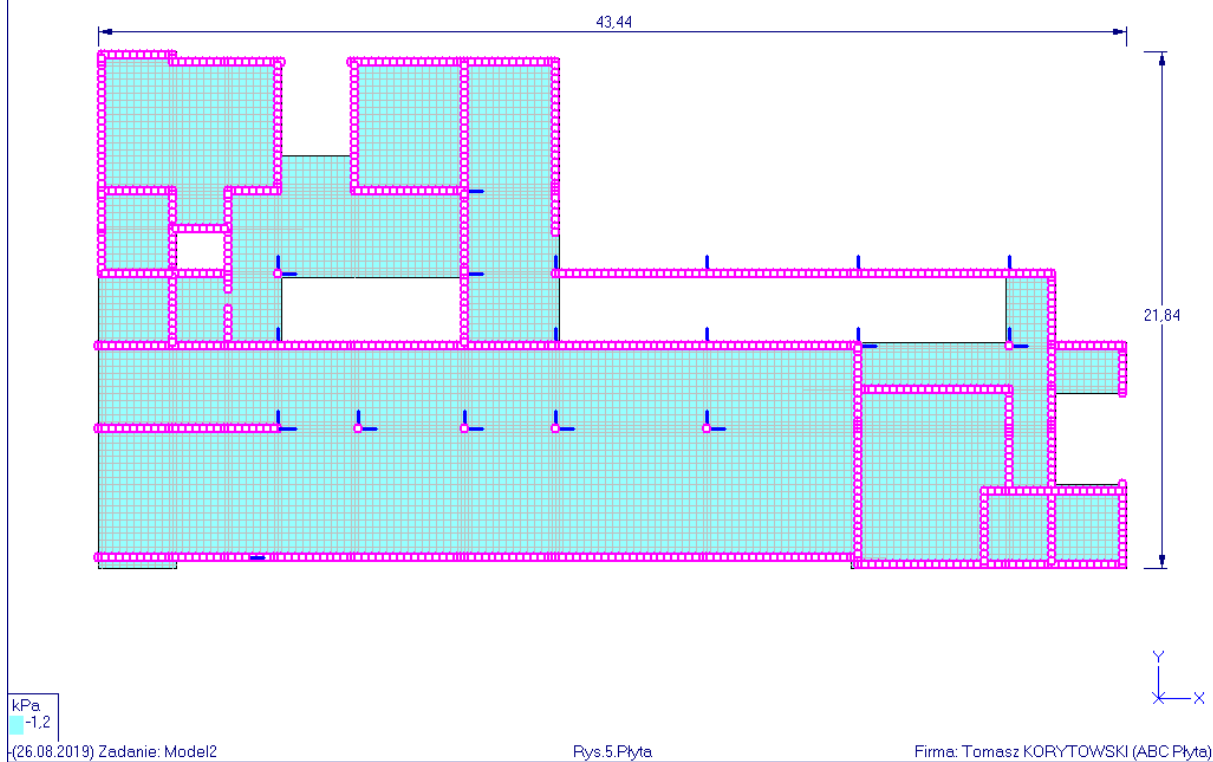 43,44
21,84
Y
X
kPa
-1,2
-(26.08.2019) Zadanie: Model2
Rys.5.Płyta
Firma: Tomasz KORYTOWSKI (ABC Płyta)